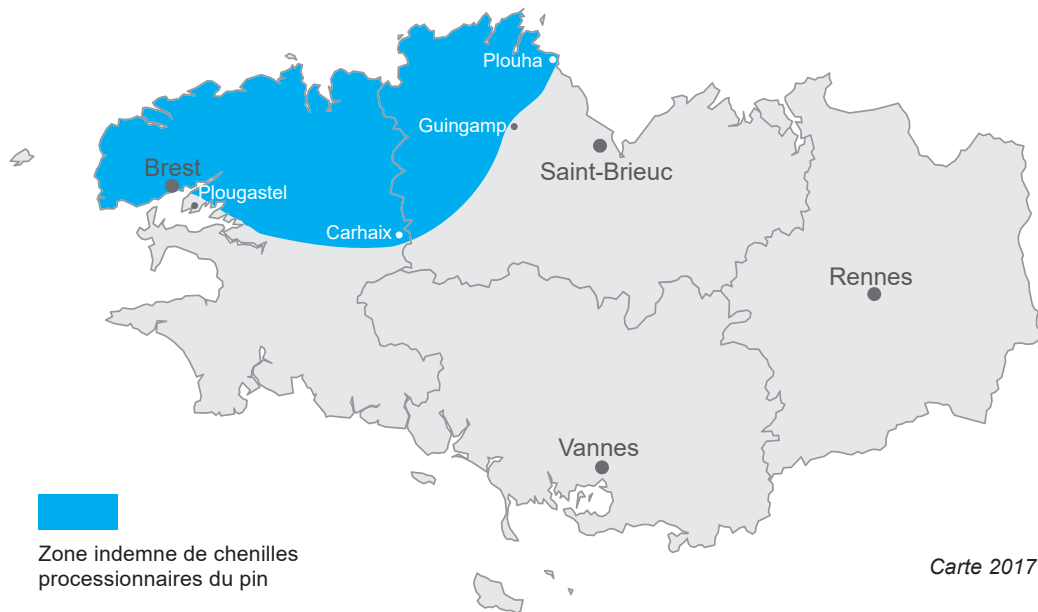 Plouha
Guingamp
Saint-Brieuc
Brest
Plougastel
Carhaix
Rennes
Vannes
Zone indemne de chenilles
processionnaires du pin
Carte 2017